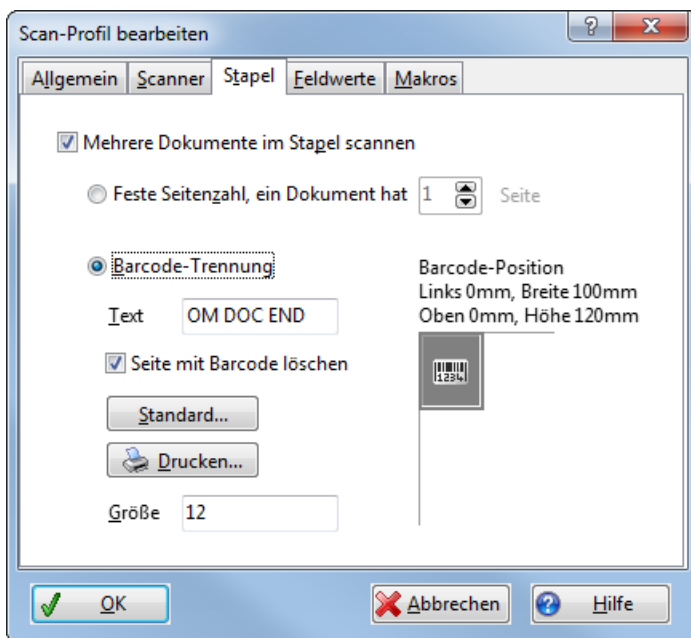 Scan-Profil bearbeiten
Allgemein Scanner Stapel Feldwerte Makros
Mehrere Dokumente im Stapel scannen
Feste Seitenzahl, ein Dokument hat 1 Seite
Barcode-Trennung
Text OM DOC END
Seite mit Barcode löschen
Standard...
Drucken...
Größe 12
Barcode-Position
Links 0mm, Breite 100mm
Oben 0mm, Höhe 120mm
1234
OK Abbrechen Hilfe